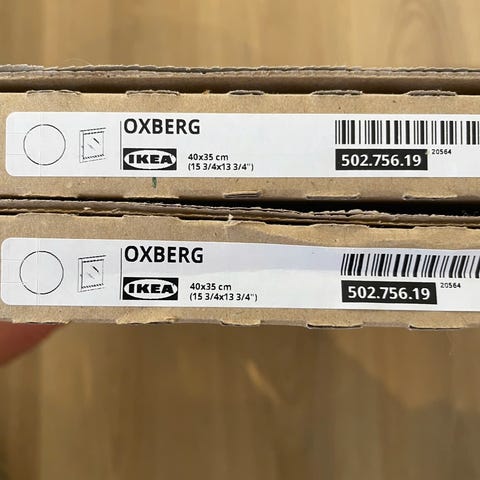 OXBERG
IKEA
40x35 cm
(15 3/4x13 3/4")
502.756.19
20564
OXBERG
IKEA
40x35 cm
(15 3/4x13 3/4")
502.756.19
20564